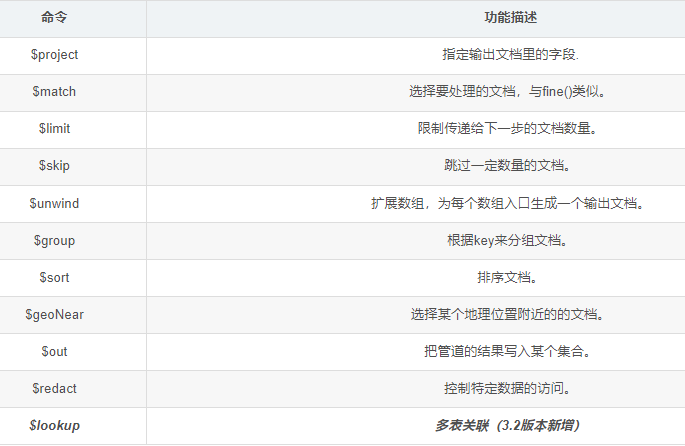 命令 功能描述
$project 指定输出文档里的字段.
$match 选择要处理的文档，与fine()类似。
$limit 限制传递给下一步的文档数量。
$skip 跳过一定数量的文档。
$unwind 扩展数组，为每个数组入口生成一个输出文档。
$group 根据key来分组文档。
$sort 排序文档。
$geoNear 选择某个地理位置附近的的文档。
$out 把管道的结果写入某个集合。
$redact 控制特定数据的访问。
$lookup 多表关联（3.2版本新增）